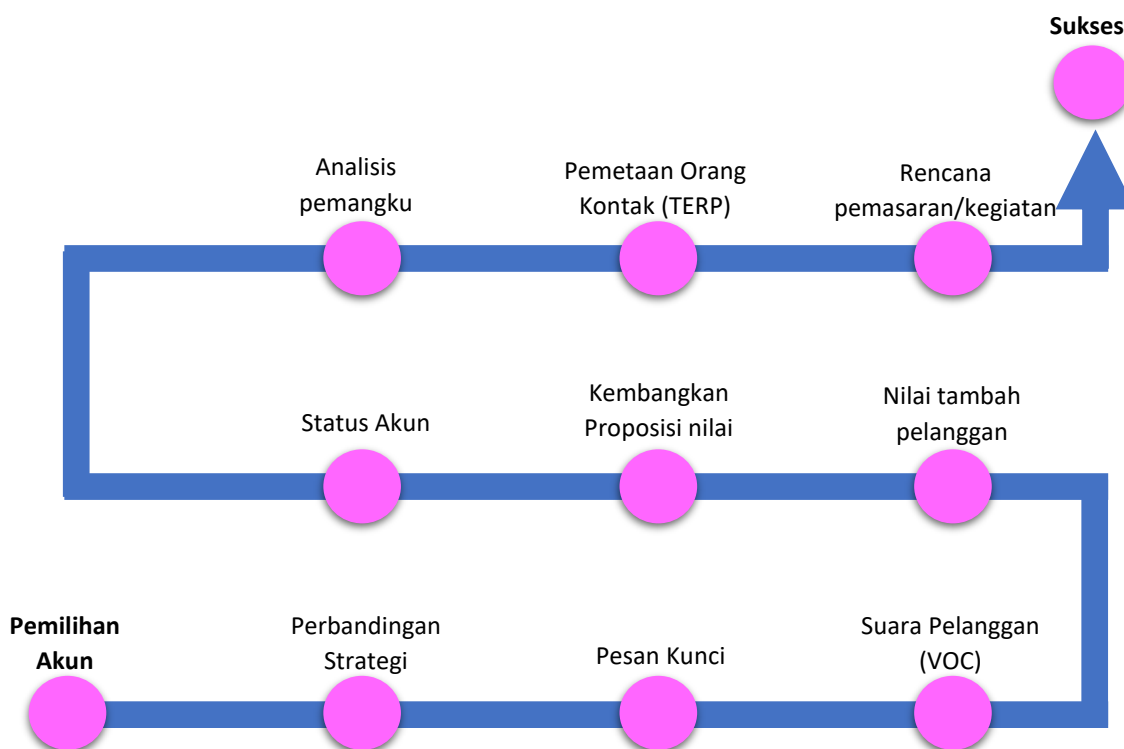 Sukses
Analisis
pemangku
Pemetaan Orang
Kontak (TERP)
Rencana
pemasaran/kegiatan
Status Akun
Kembangkan
Proposisi nilai
Nilai tambah
pelanggan
Pemilihan
Akun
Perbandingan
Strategi
Pesan Kunci
Suara Pelanggan
(VOC)